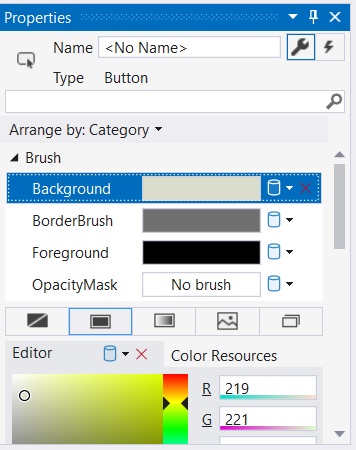 Properties
Name <No Name>
Type Button
Arrange by: Category
Brush
Background
BorderBrush
Foreground
OpacityMask No brush
Editor Color Resources
R 219
G 221